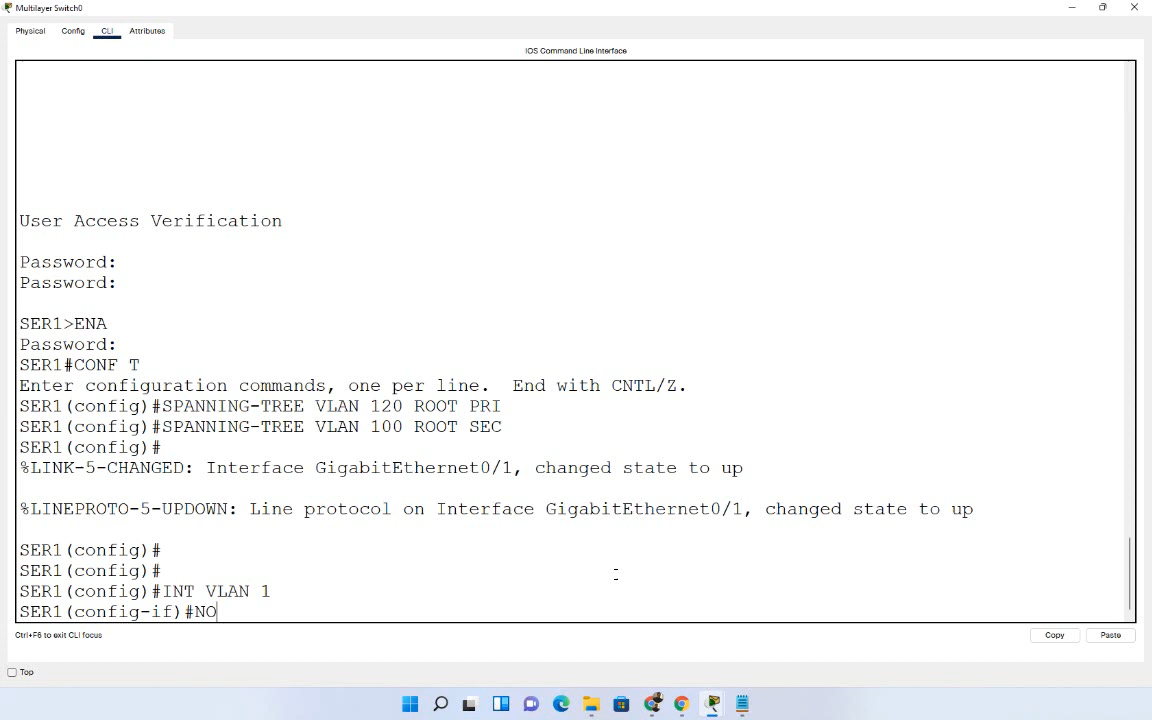 Multilayer Switch0
Physical Config CLI Attributes
IOS Command Line Interface
User Access Verification
Password:
Password:
SER1>ENA
Password:
SER1#CONF T
Enter configuration commands, one per line.  End with CNTL/Z.
SER1(config)#SPANNING-TREE VLAN 120 ROOT PRI
SER1(config)#SPANNING-TREE VLAN 100 ROOT SEC
SER1(config)#
%LINK-5-CHANGED: Interface GigabitEthernet0/1, changed state to up
%LINEPROTO-5-UPDOWN: Line protocol on Interface GigabitEthernet0/1, changed state to up
SER1(config)#
SER1(config)#
SER1(config)#INT VLAN 1
SER1(config-if)#NO
Ctrl+F6 to exit CLI focus
Copy Paste
Top